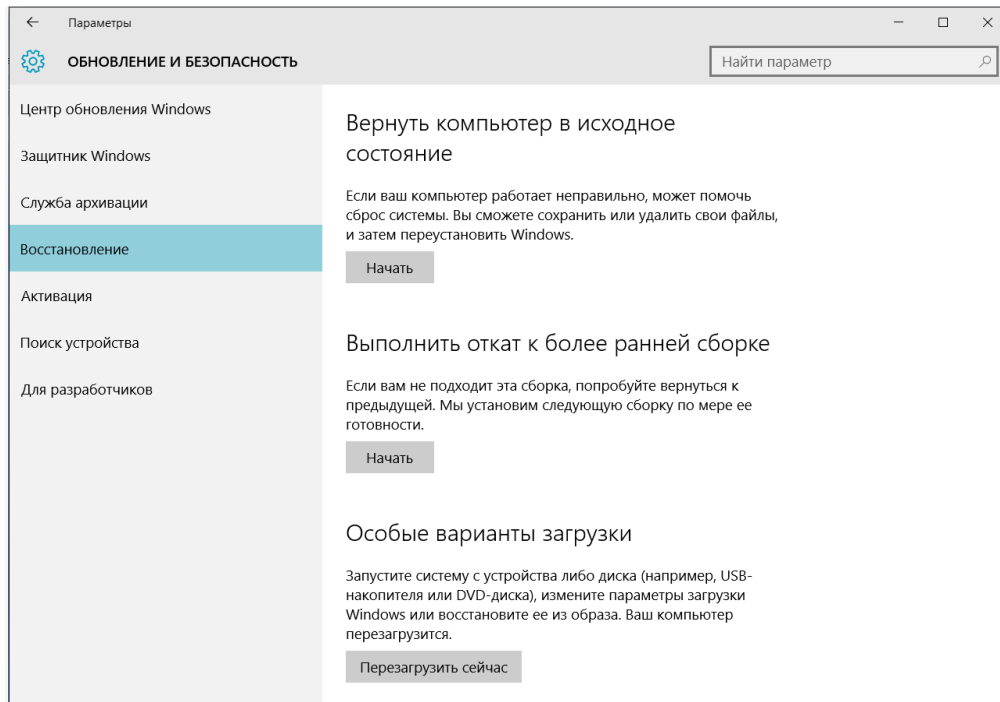 Параметры
ОБНОВЛЕНИЕ И БЕЗОПАСНОСТЬ
Найти параметр
Центр обновления Windows
Защитник Windows
Служба архивации
Восстановление
Активация
Поиск устройства
Для разработчиков
Вернуть компьютер в исходное
состояние
Если ваш компьютер работает неправильно, может помочь
сброс системы. Вы сможете сохранить или удалить свои файлы,
и затем переустановить Windows.
Начать
Выполнить откат к более ранней сборке
Если вам не подходит эта сборка, попробуйте вернуться к
предыдущей. Мы установим следующую сборку по мере ее
готовности.
Начать
Особые варианты загрузки
Запустите систему с устройства либо диска (например, USB-
накопителя или DVD-диска), измените параметры загрузки
Windows или восстановите ее из образа. Ваш компьютер
перезагрузится.
Перезагрузить сейчас